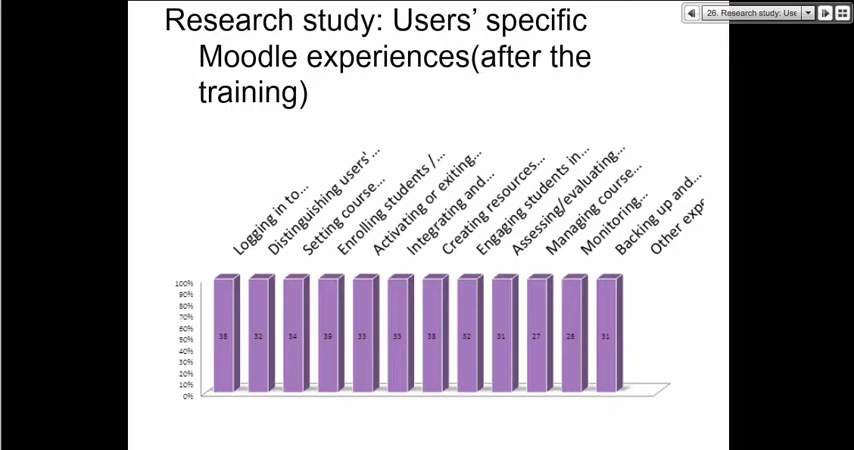 Research study: Users' specific
Moodle experiences(after the
training)
26. Research study: Use
Logging in to...
Distinguishing users'...
Setting course...
Enrolling students /...
Activating or exiting...
Integrating and...
Creating resources...
Engaging students in...
Assessing/evaluating...
Managing course...
Monitoring...
Backing up and...
Other expe
100%
90%
80%
70%
60%
50%
40%
30%
20%
10%
0%
32 34 39 33 33 38 32 31 27 28 31